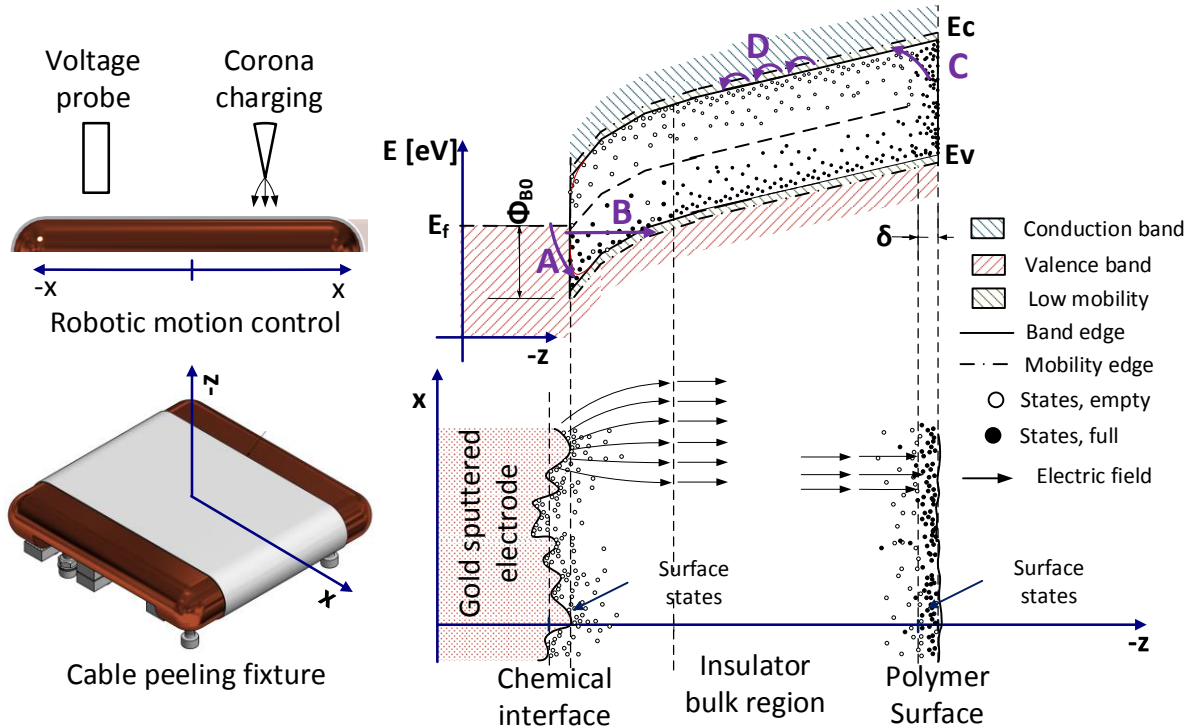 Voltage
probe
Corona
charging
-x
x
Robotic motion control
-z
x
Cable peeling fixture
E [eV]
E_f
Φ_B0
A
B
D
C
Ec
Ev
δ
-z
Conduction band
Valence band
Low mobility
Band edge
Mobility edge
States, empty
States, full
Electric field
x
Gold sputtered
electrode
Surface
states
Surface
states
-z
Chemical
interface
Insulator
bulk region
Polymer
Surface